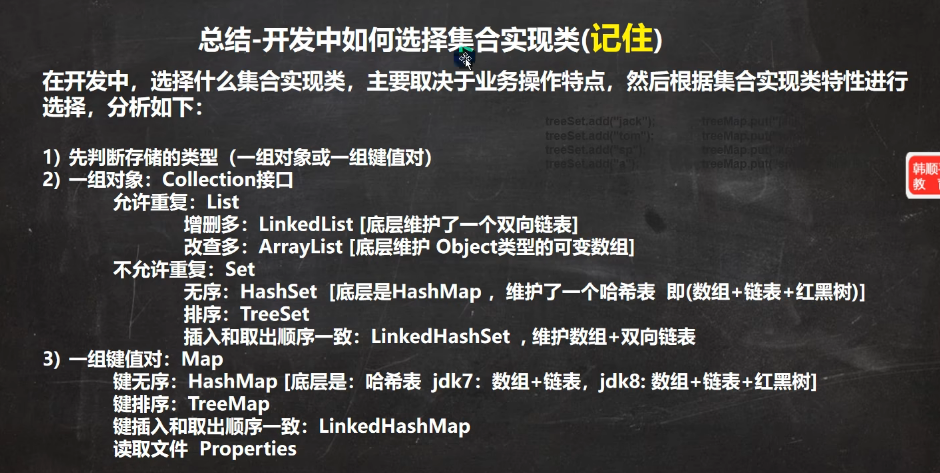 总结-开发中如何选择集合实现类(记住)
在开发中，选择什么集合实现类，主要取决于业务操作特点，然后根据集合实现类特性进行
选择，分析如下：
treeSet.add("jack");
treeSet.add("tom");
treeSet.add("sp");
treeSet.add("a");
treeMap.put(
treeMap.put(
treeMap.put(
treeMap.put(
1) 先判断存储的类型（一组对象或一组键值对）
韩顺
教 育
2) 一组对象：Collection接口
允许重复：List
增删多：LinkedList [底层维护了一个双向链表]
改查多：ArrayList [底层维护 Object类型的可变数组]
不允许重复：Set
无序：HashSet [底层是HashMap ，维护了一个哈希表 即(数组+链表+红黑树)]
排序：TreeSet
插入和取出顺序一致：LinkedHashSet ，维护数组+双向链表
3) 一组键值对：Map
键无序：HashMap [底层是：哈希表 jdk7：数组+链表，jdk8: 数组+链表+红黑树]
键排序：TreeMap
键插入和取出顺序一致：LinkedHashMap
读取文件 Properties